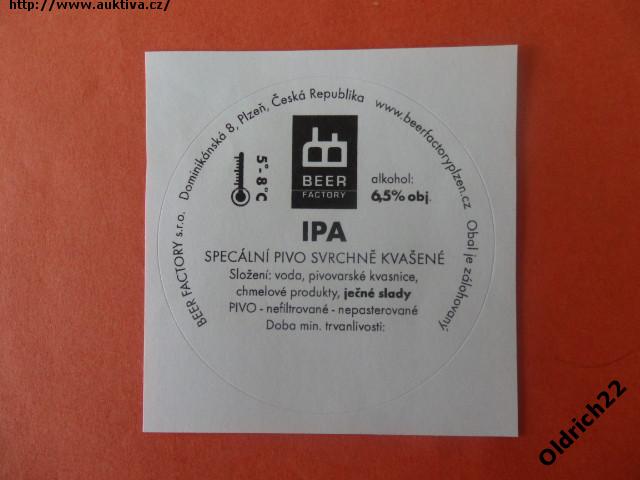 http://www.auktiva.cz/
BEER FACTORY s.r.o. Dominikánská 8, Plzeň, Česká Republika www.beerfactoryplzen.cz Obal je zálohovaný
BEER
FACTORY
5°- 8°C
alkohol:
6,5% obj.
IPA
SPECÁLNÍ PIVO SVRCHNĚ KVAŠENÉ
Složení: voda, pivovarské kvasnice,
chmelové produkty, ječné slady
PIVO - nefiltrované - nepasterované
Doba min. trvanlivosti:
Oldrich22